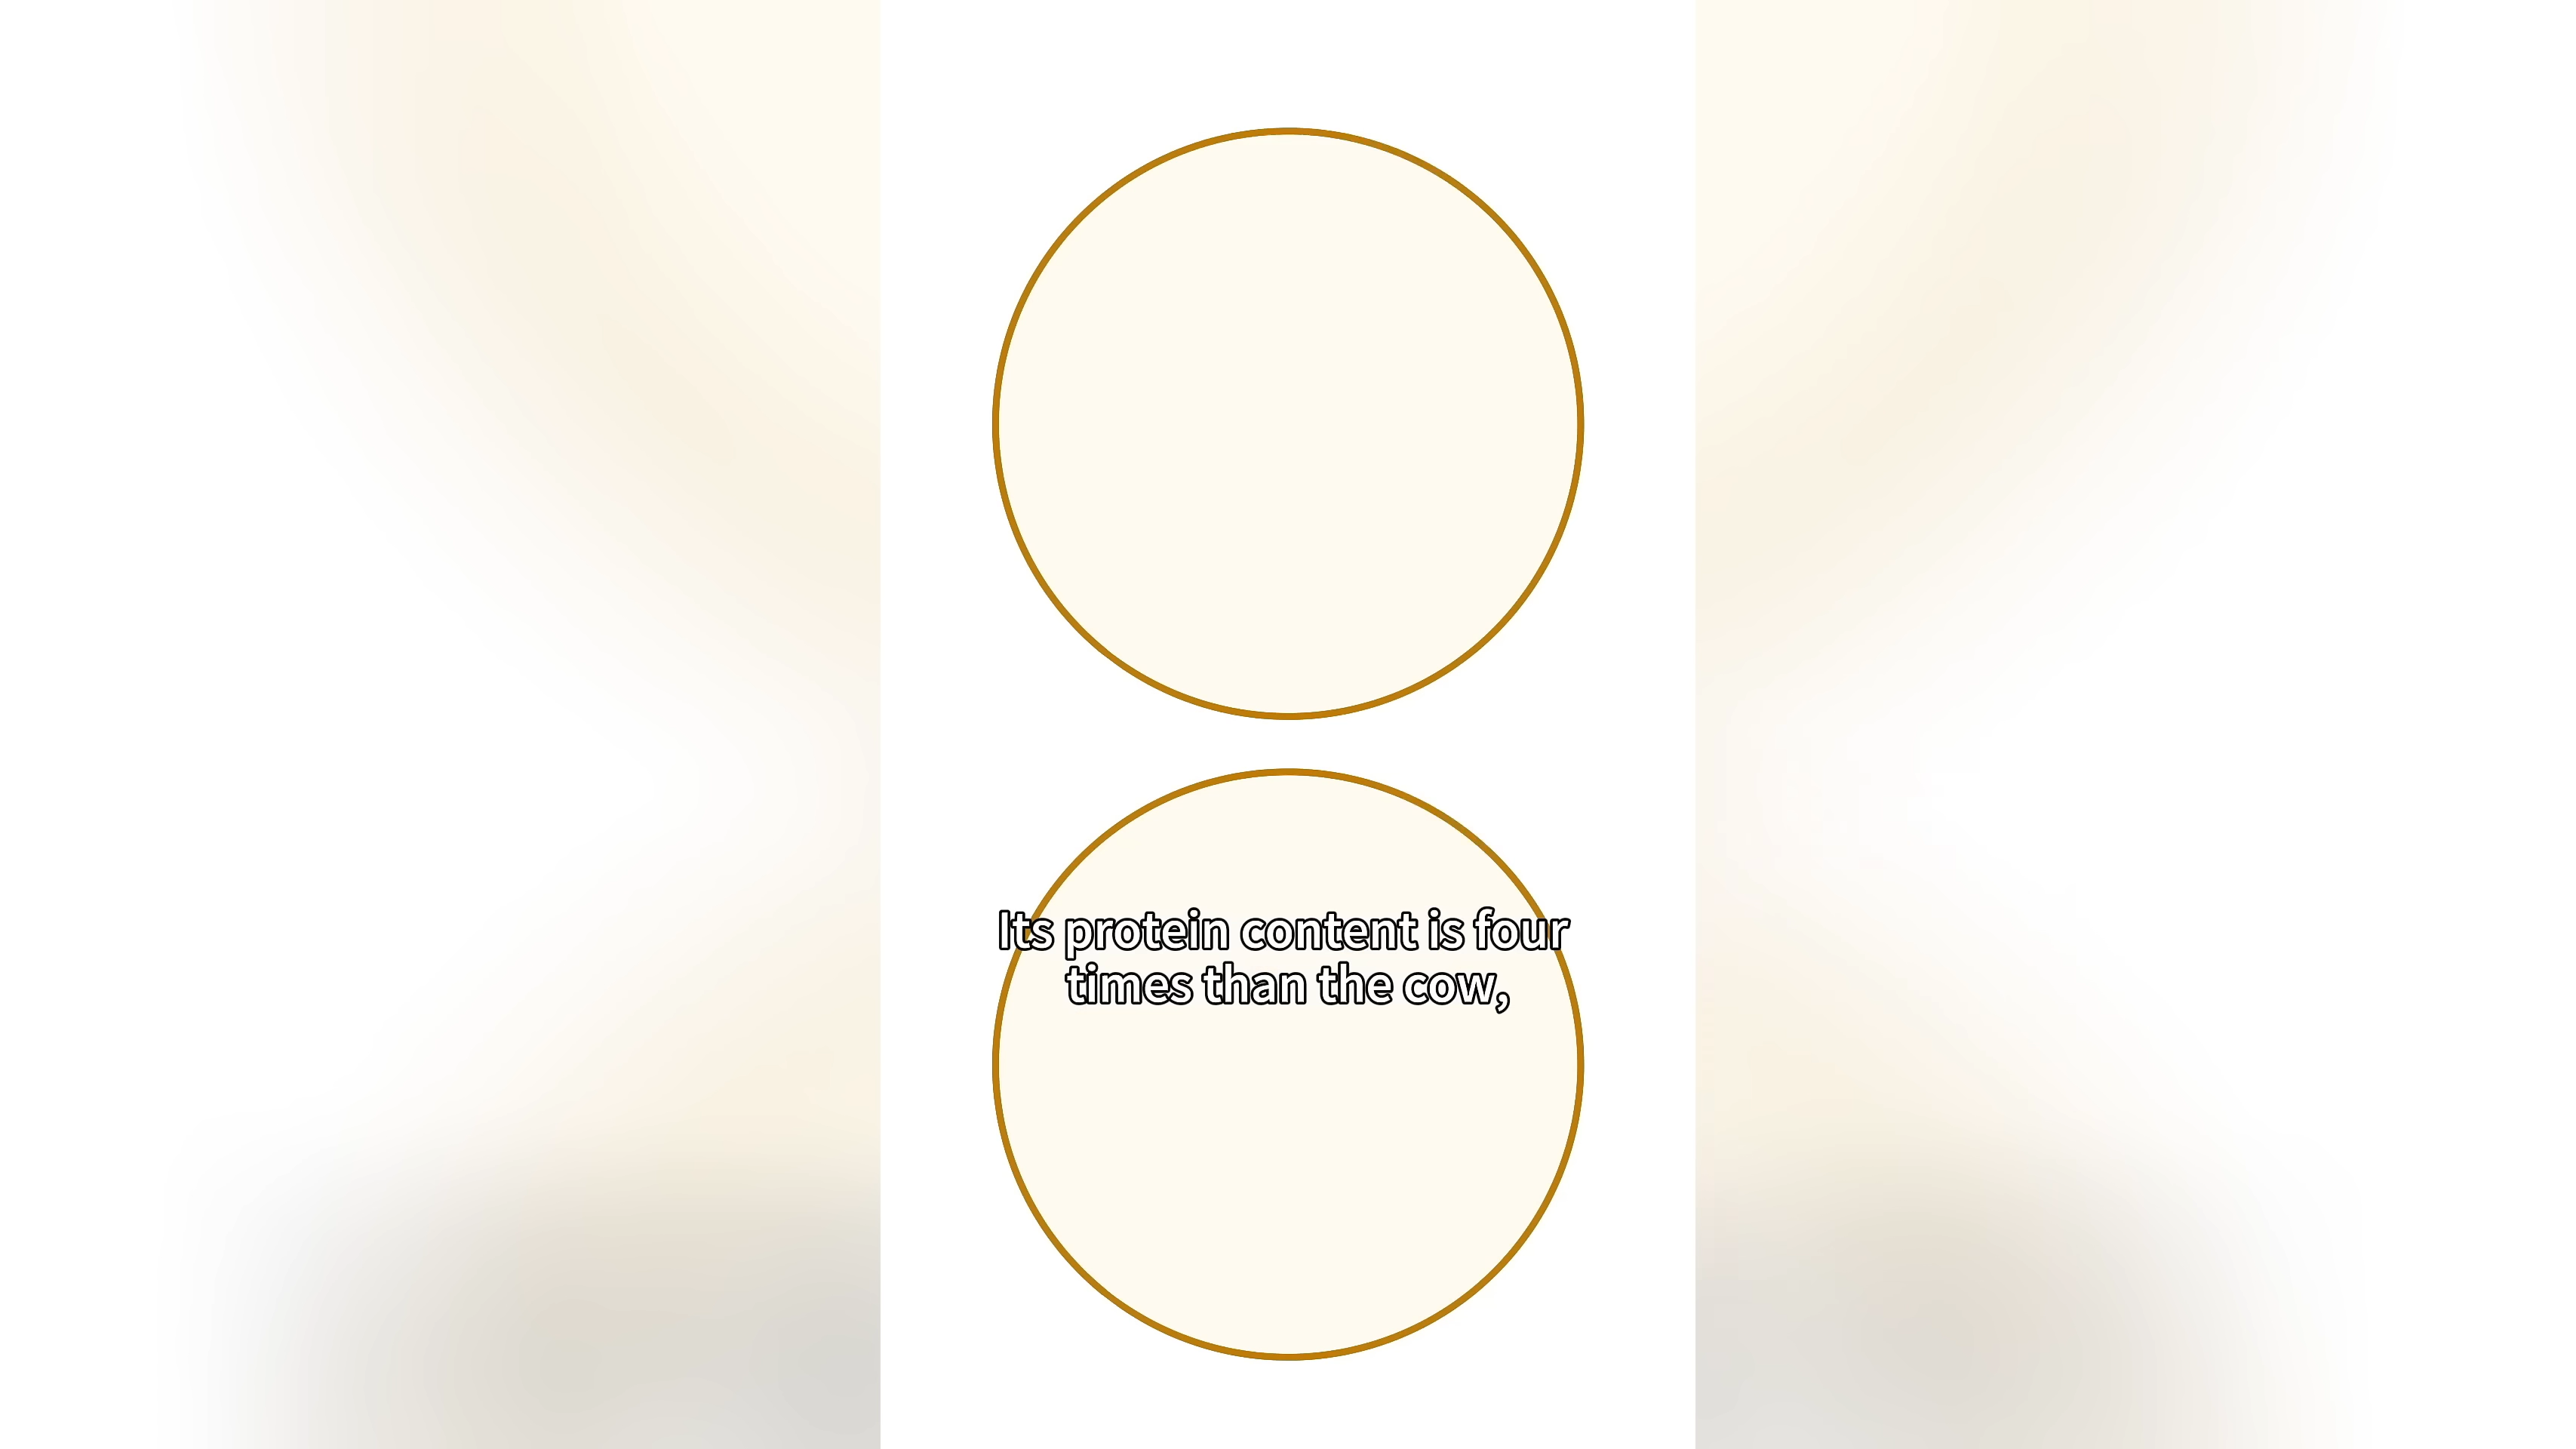 Its protein content is four
times than the cow,